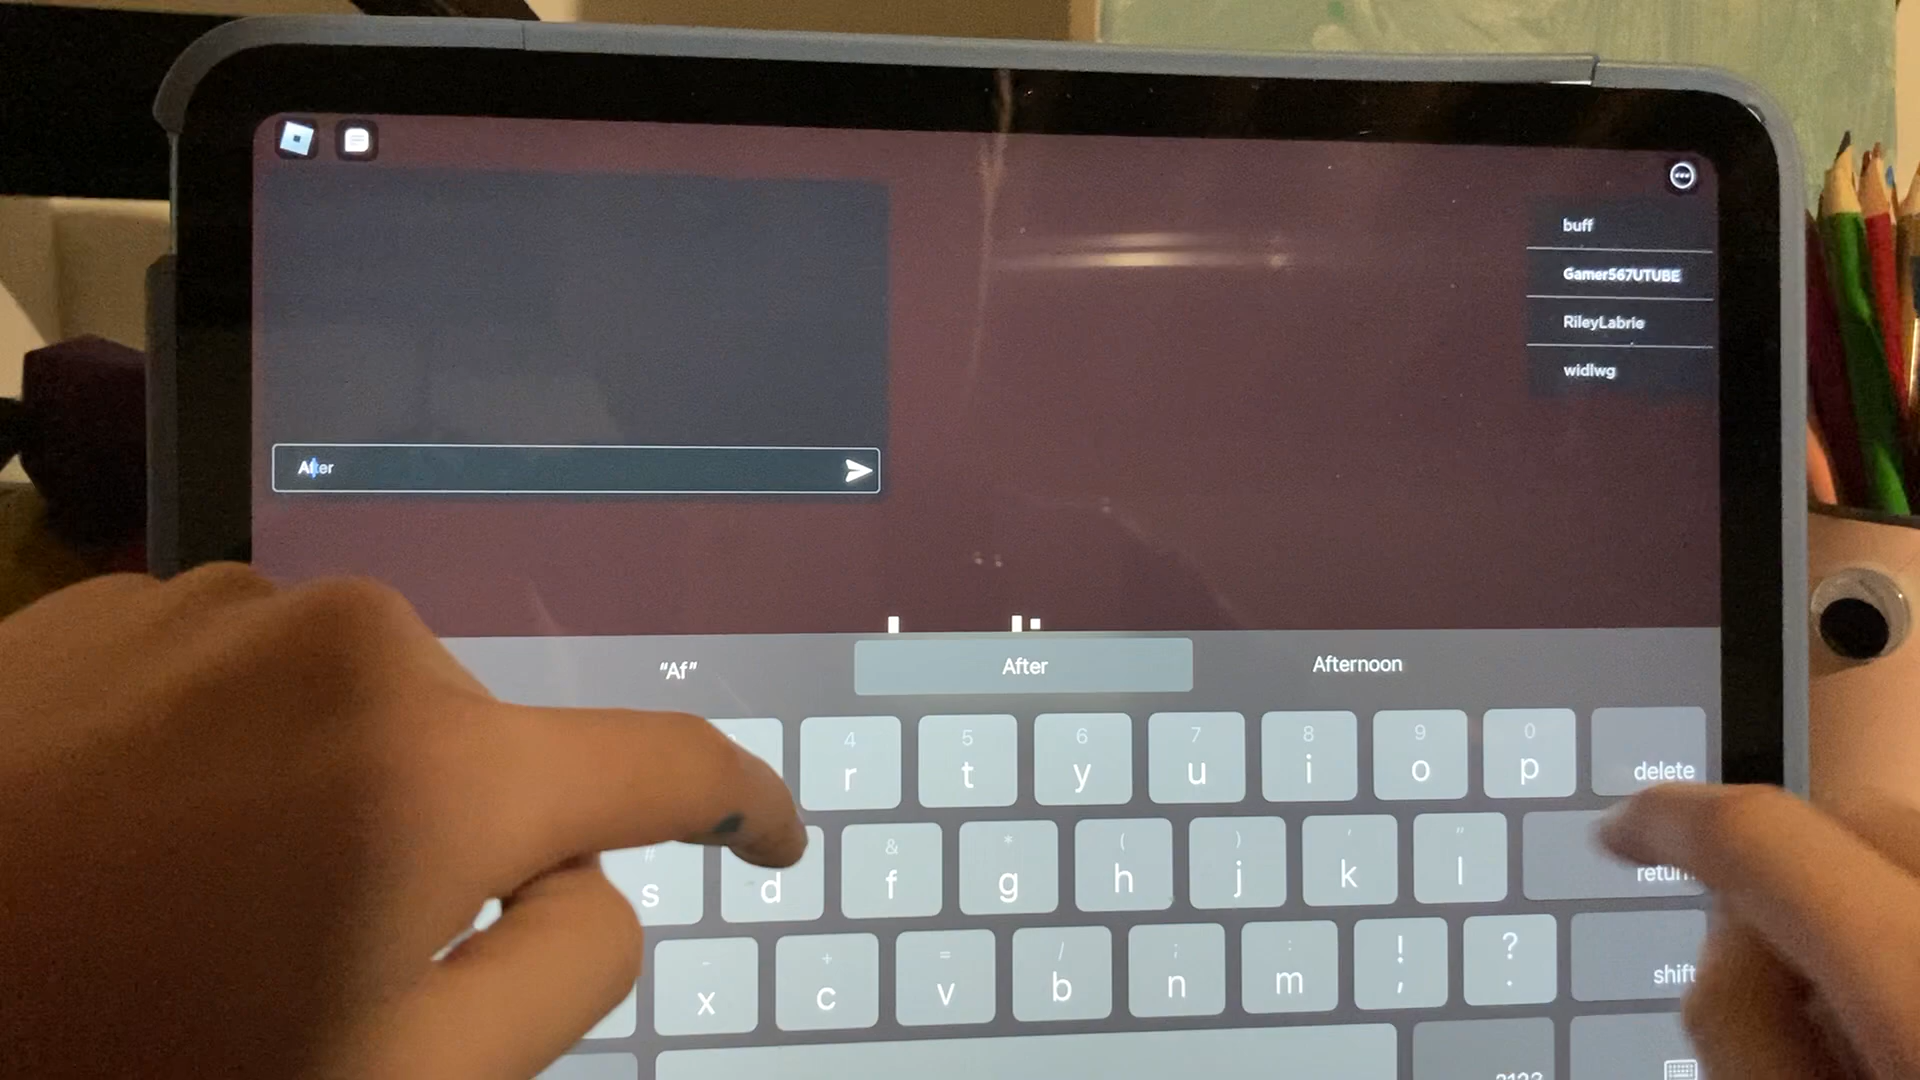 buff
Gamer567UTUBE
RileyLabrie
widlwg
After
"Af" After Afternoon
4 5 6 7 8 9 0
r t y u i o p delete
# & * ( ) ' "
s d f g h j k l return
- + = / ; : ! ?
x c v b n m , . shift